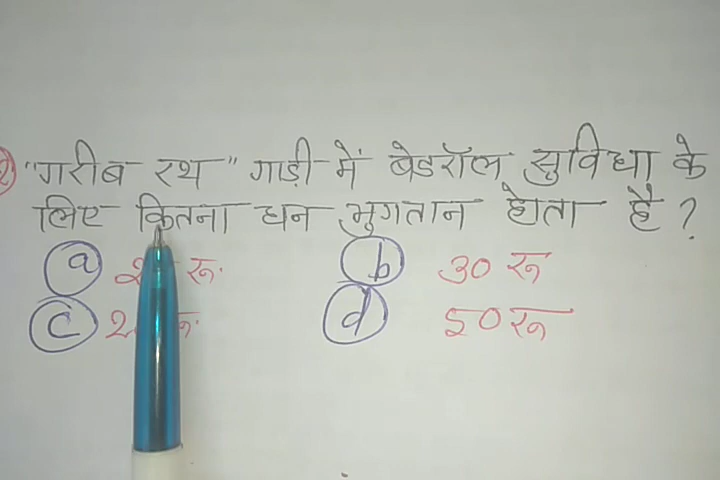 "गरीब रथ" गाड़ी में बेडरॉल सुविधा के
लिए कितना धन भुगतान होता है ?
a रू. b 30 रू
c रू. d 50 रू